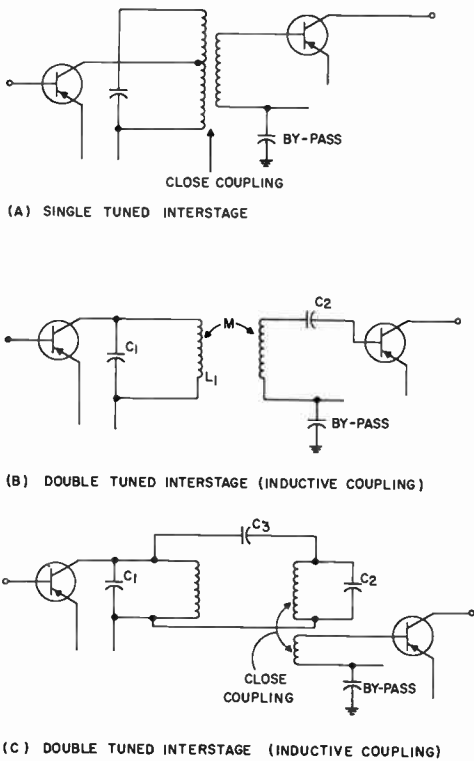 BY-PASS
CLOSE COUPLING
(A) SINGLE TUNED INTERSTAGE
C2
M
C1
L1
BY-PASS
(B) DOUBLE TUNED INTERSTAGE (INDUCTIVE COUPLING)
C3
C1
C2
CLOSE
COUPLING
BY-PASS
(C) DOUBLE TUNED INTERSTAGE (INDUCTIVE COUPLING)